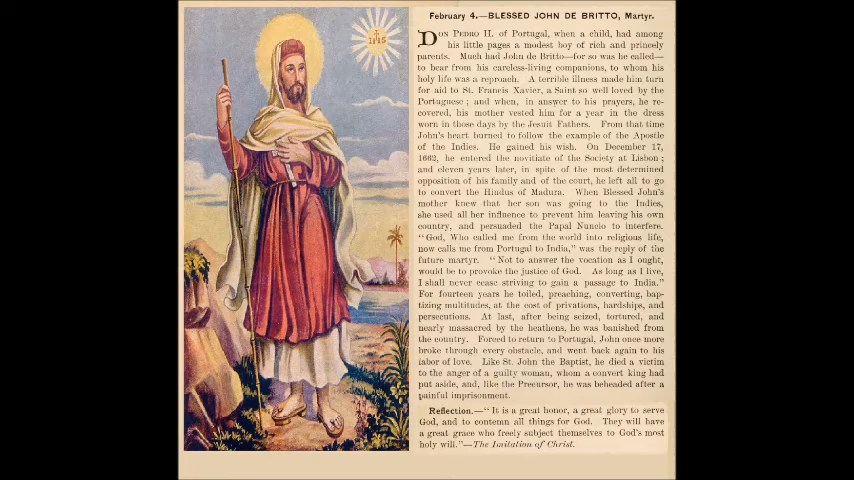 IHS
February 4.—BLESSED JOHN DE BRITTO, Martyr.
DON PEDRO II. of Portugal, when a child, had among
his little pages a modest boy of rich and princely
parents. Much had John de Britto—for so was he called—
to bear from his careless-living companions, to whom his
holy life was a reproach. A terrible illness made him turn
for aid to St. Francis Xavier, a Saint so well loved by the
Portuguese ; and when, in answer to his prayers, he re-
covered, his mother vested him for a year in the dress
worn in those days by the Jesuit Fathers. From that time
John's heart burned to follow the example of the Apostle
of the Indies. He gained his wish. On December 17,
1662, he entered the novitiate of the Society at Lisbon ;
and eleven years later, in spite of the most determined
opposition of his family and of the court, he left all to go
to convert the Hindus of Madura. When Blessed John's
mother knew that her son was going to the Indies,
she used all her influence to prevent him leaving his own
country, and persuaded the Papal Nuncio to interfere.
“ God, Who called me from the world into religious life,
now calls me from Portugal to India,” was the reply of the
future martyr. “ Not to answer the vocation as I ought,
would be to provoke the justice of God. As long as I live,
I shall never cease striving to gain a passage to India.”
For fourteen years he toiled, preaching, converting, bap-
tizing multitudes, at the cost of privations, hardships, and
persecutions. At last, after being seized, tortured, and
nearly massacred by the heathens, he was banished from
the country. Forced to return to Portugal, John once more
broke through every obstacle, and went back again to his
labor of love. Like St. John the Baptist, he died a victim
to the anger of a guilty woman, whom a convert king had
put aside, and, like the Precursor, he was beheaded after a
painful imprisonment.
Reflection.—“ It is a great honor, a great glory to serve
God, and to contemn all things for God. They will have
a great grace who freely subject themselves to God's most
holy will.”—The Imitation of Christ.